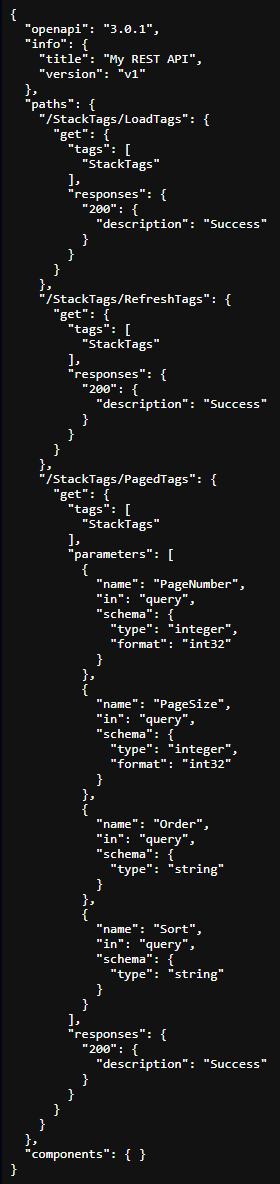 {
  "openapi": "3.0.1",
  "info": {
    "title": "My REST API",
    "version": "v1"
  },
  "paths": {
    "/StackTags/LoadTags": {
      "get": {
        "tags": [
          "StackTags"
        ],
        "responses": {
          "200": {
            "description": "Success"
          }
        }
      }
    },
    "/StackTags/RefreshTags": {
      "get": {
        "tags": [
          "StackTags"
        ],
        "responses": {
          "200": {
            "description": "Success"
          }
        }
      }
    },
    "/StackTags/PagedTags": {
      "get": {
        "tags": [
          "StackTags"
        ],
        "parameters": [
          {
            "name": "PageNumber",
            "in": "query",
            "schema": {
              "type": "integer",
              "format": "int32"
            }
          },
          {
            "name": "PageSize",
            "in": "query",
            "schema": {
              "type": "integer",
              "format": "int32"
            }
          },
          {
            "name": "Order",
            "in": "query",
            "schema": {
              "type": "string"
            }
          },
          {
            "name": "Sort",
            "in": "query",
            "schema": {
              "type": "string"
            }
          }
        ],
        "responses": {
          "200": {
            "description": "Success"
          }
        }
      }
    }
  },
  "components": { }
}